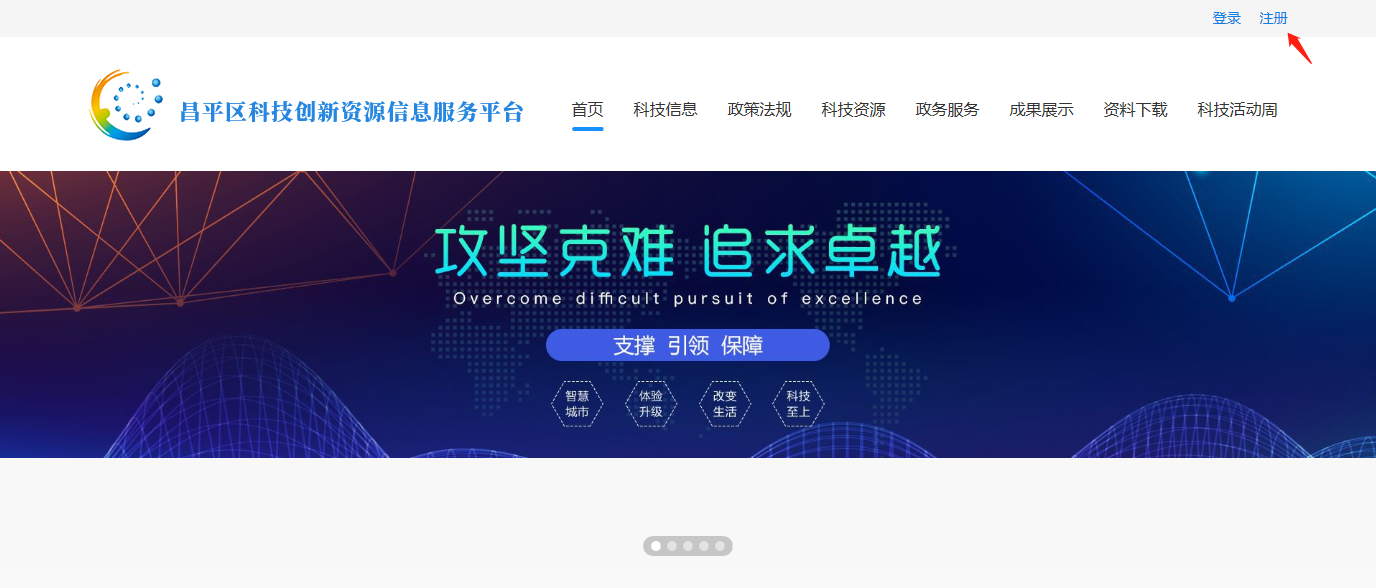 登录 注册
昌平区科技创新资源信息服务平台 首页 科技信息 政策法规 科技资源 政务服务 成果展示 资料下载 科技活动周
攻坚克难 追求卓越
Overcome difficult pursuit of excellence
支撑 引领 保障
智慧 体验 改变 科技
城市 升级 生活 至上